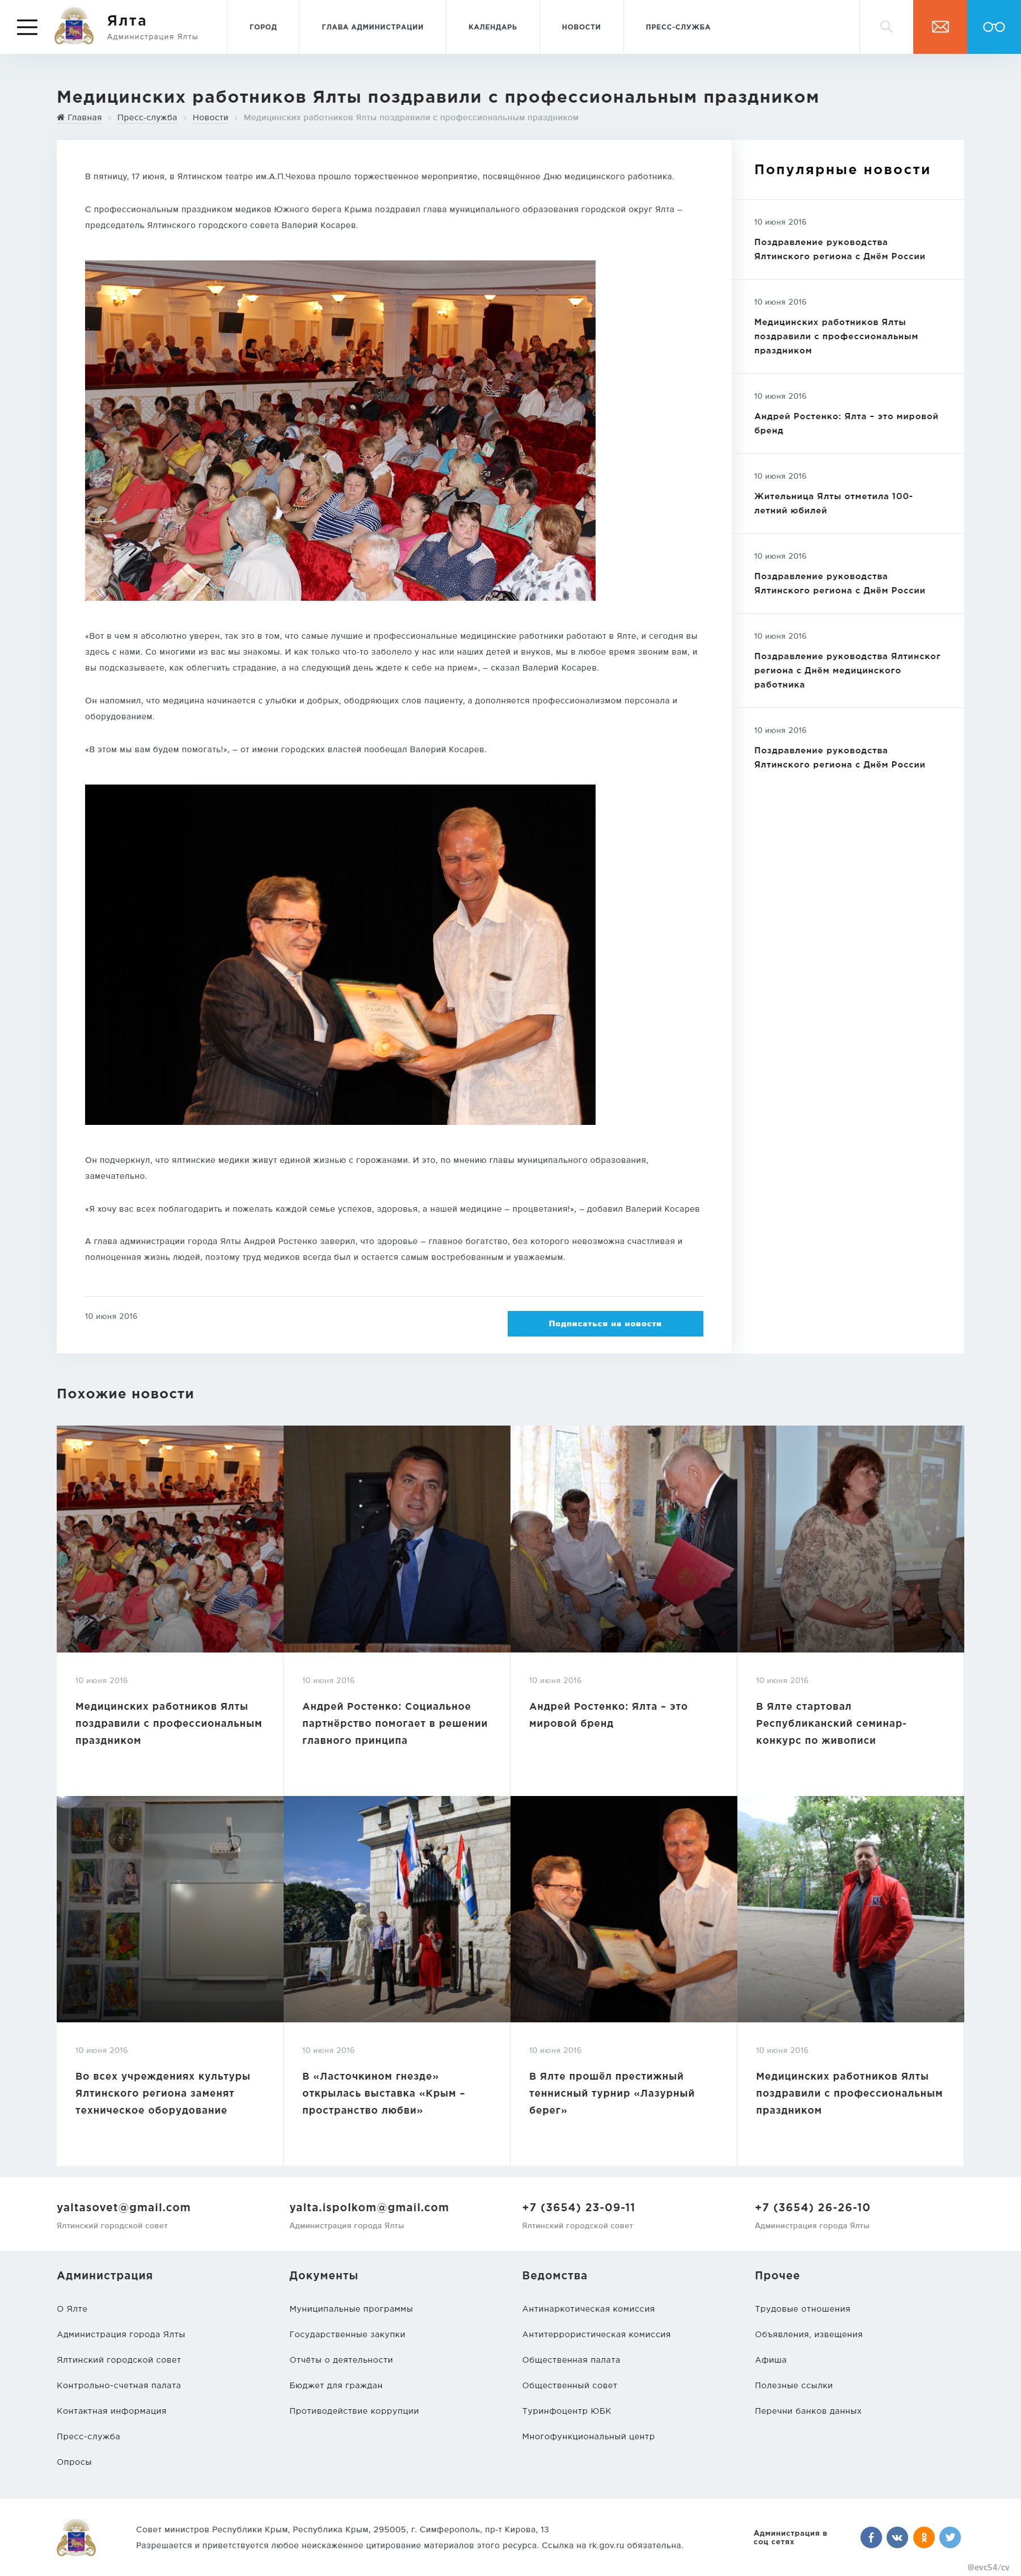 Ялта
Администрация Ялты
ГОРОД
ГЛАВА АДМИНИСТРАЦИИ
КАЛЕНДАРЬ
НОВОСТИ
ПРЕСС-СЛУЖБА
Медицинских работников Ялты поздравили с профессиональным праздником
Главная › Пресс-служба › Новости › Медицинских работников Ялты поздравили с профессиональным праздником
В пятницу, 17 июня, в Ялтинском театре им.А.П.Чехова прошло торжественное мероприятие, посвящённое Дню медицинского работника.
С профессиональным праздником медиков Южного берега Крыма поздравил глава муниципального образования городской округ Ялта –
председатель Ялтинского городского совета Валерий Косарев.
«Вот в чем я абсолютно уверен, так это в том, что самые лучшие и профессиональные медицинские работники работают в Ялте, и сегодня вы
здесь с нами. Со многими из вас мы знакомы. И как только что-то заболело у нас или наших детей и внуков, мы в любое время звоним вам, и
вы подсказываете, как облегчить страдание, а на следующий день ждете к себе на прием», – сказал Валерий Косарев.
Он напомнил, что медицина начинается с улыбки и добрых, ободряющих слов пациенту, а дополняется профессионализмом персонала и
оборудованием.
«В этом мы вам будем помогать!», – от имени городских властей пообещал Валерий Косарев.
Он подчеркнул, что ялтинские медики живут единой жизнью с горожанами. И это, по мнению главы муниципального образования,
замечательно.
«Я хочу вас всех поблагодарить и пожелать каждой семье успехов, здоровья, а нашей медицине – процветания!», – добавил Валерий Косарев
А глава администрации города Ялты Андрей Ростенко заверил, что здоровье – главное богатство, без которого невозможна счастливая и
полноценная жизнь людей, поэтому труд медиков всегда был и остается самым востребованным и уважаемым.
10 июня 2016
Подписаться на новости
Популярные новости
10 июня 2016
Поздравление руководства
Ялтинского региона с Днём России
10 июня 2016
Медицинских работников Ялты
поздравили с профессиональным
праздником
10 июня 2016
Андрей Ростенко: Ялта – это мировой
бренд
10 июня 2016
Жительница Ялты отметила 100-
летний юбилей
10 июня 2016
Поздравление руководства
Ялтинского региона с Днём России
10 июня 2016
Поздравление руководства Ялтинског
региона с Днём медицинского
работника
10 июня 2016
Поздравление руководства
Ялтинского региона с Днём России
Похожие новости
10 июня 2016
Медицинских работников Ялты
поздравили с профессиональным
праздником
10 июня 2016
Андрей Ростенко: Социальное
партнёрство помогает в решении
главного принципа
10 июня 2016
Андрей Ростенко: Ялта – это
мировой бренд
10 июня 2016
В Ялте стартовал
Республиканский семинар-
конкурс по живописи
10 июня 2016
Во всех учреждениях культуры
Ялтинского региона заменят
техническое оборудование
10 июня 2016
В «Ласточкином гнезде»
открылась выставка «Крым –
пространство любви»
10 июня 2016
В Ялте прошёл престижный
теннисный турнир «Лазурный
берег»
10 июня 2016
Медицинских работников Ялты
поздравили с профессиональным
праздником
yaltasovet@gmail.com
Ялтинский городской совет
yalta.ispolkom@gmail.com
Администрация города Ялты
+7 (3654) 23-09-11
Ялтинский городской совет
+7 (3654) 26-26-10
Администрация города Ялты
Администрация
О Ялте
Администрация города Ялты
Ялтинский городской совет
Контрольно-счетная палата
Контактная информация
Пресс-служба
Опросы
Документы
Муниципальные программы
Государственные закупки
Отчёты о деятельности
Бюджет для граждан
Противодействие коррупции
Ведомства
Антинаркотическая комиссия
Антитеррористическая комиссия
Общественная палата
Общественный совет
Туринфоцентр ЮБК
Многофункциональный центр
Прочее
Трудовые отношения
Объявления, извещения
Афиша
Полезные ссылки
Перечни банков данных
Совет министров Республики Крым, Республика Крым, 295005, г. Симферополь, пр-т Кирова, 13
Разрешается и приветствуется любое неискаженное цитирование материалов этого ресурса. Ссылка на rk.gov.ru обязательна.
Администрация в
соц сетях
@evc54/cv